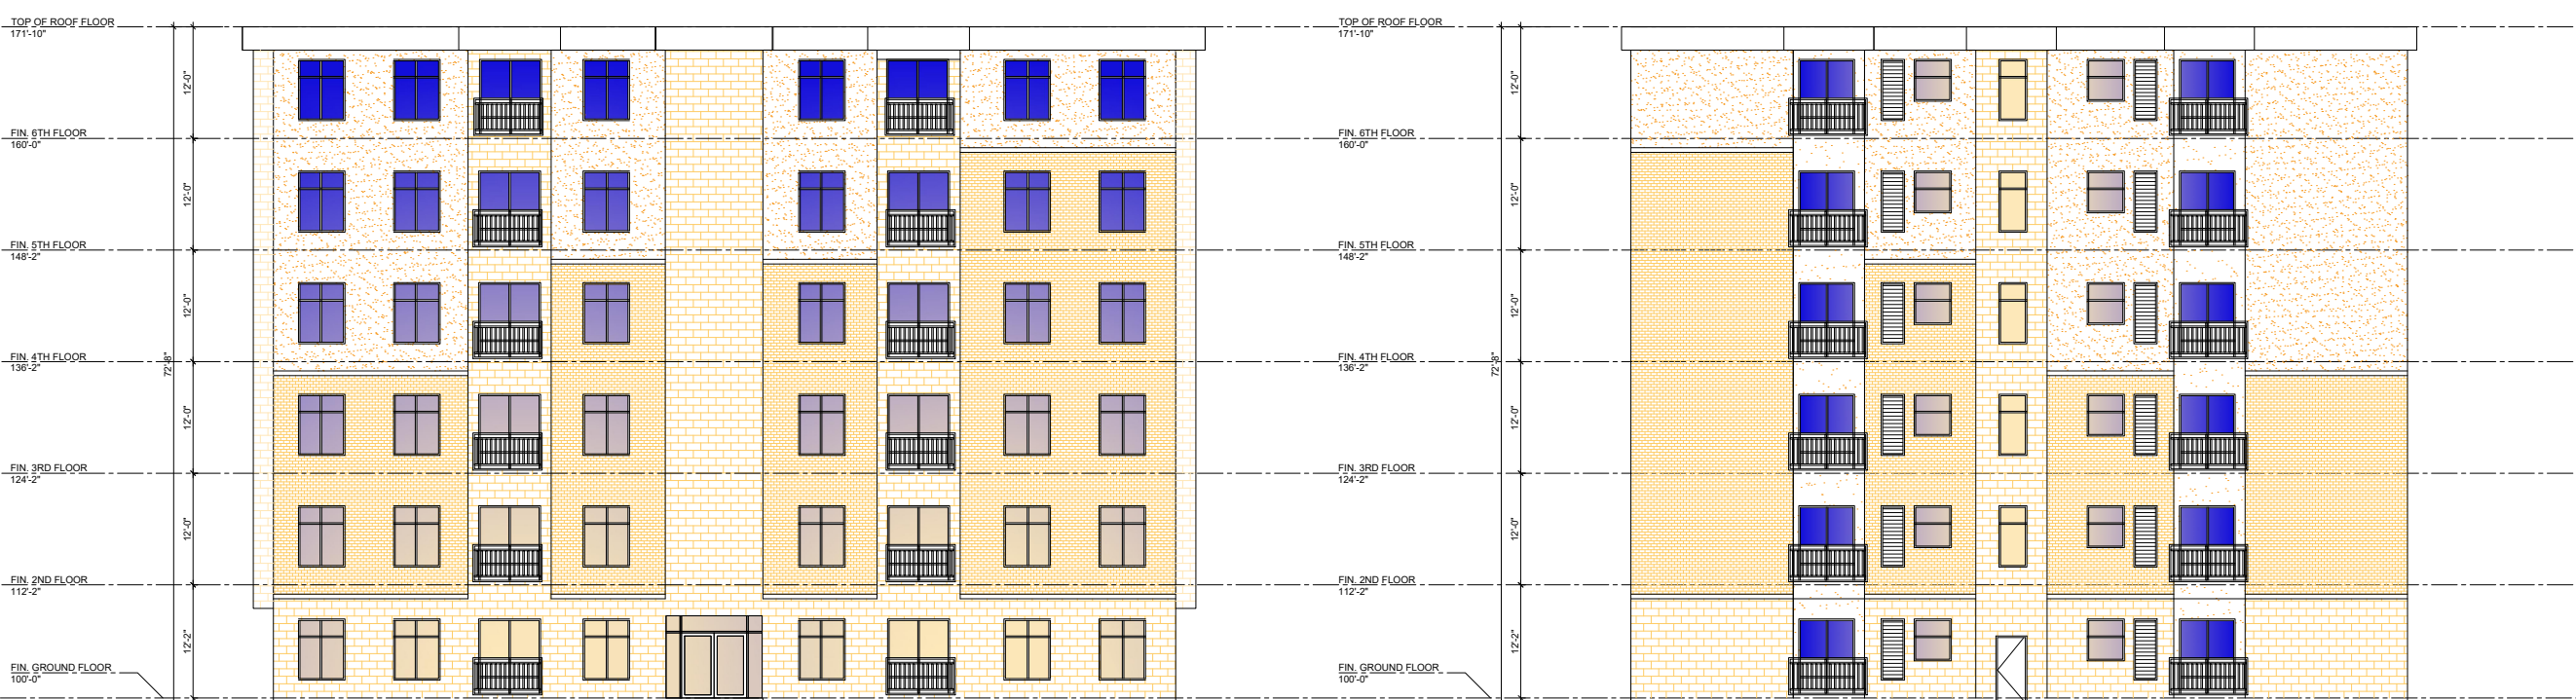 TOP OF ROOF FLOOR
171'-10"
12'-0"
FIN. 6TH FLOOR
160'-0"
12'-0"
FIN. 5TH FLOOR
148'-2"
12'-0"
FIN. 4TH FLOOR
136'-2"
72'-8"
12'-0"
FIN. 3RD FLOOR
124'-2"
12'-0"
FIN. 2ND FLOOR
112'-2"
12'-2"
FIN. GROUND FLOOR
100'-0"
TOP OF ROOF FLOOR
171'-10"
12'-0"
FIN. 6TH FLOOR
160'-0"
12'-0"
FIN. 5TH FLOOR
148'-2"
12'-0"
FIN. 4TH FLOOR
136'-2"
72'-8"
12'-0"
FIN. 3RD FLOOR
124'-2"
12'-0"
FIN. 2ND FLOOR
112'-2"
12'-2"
FIN. GROUND FLOOR
100'-0"